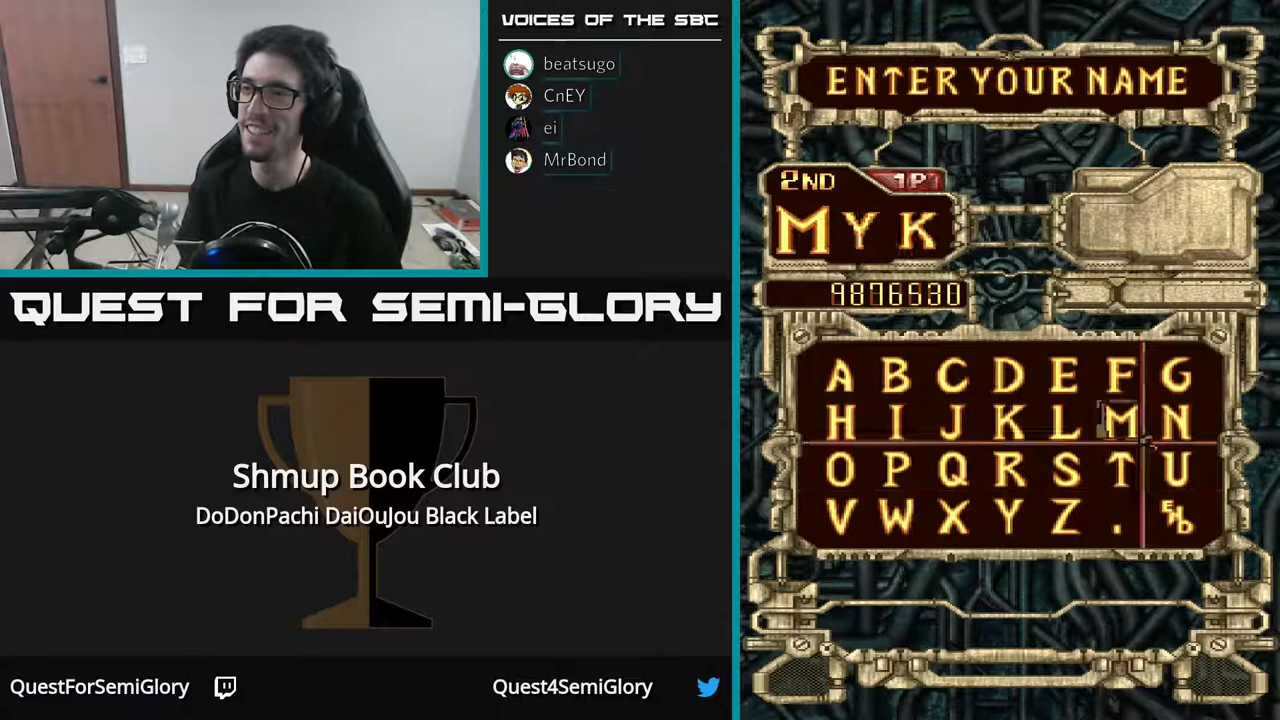 VOICES OF THE SBC
beatsugo
CnEY
ei
MrBond
QUEST FOR SEMI-GLORY
Shmup Book Club
DoDonPachi DaiOuJou Black Label
QuestForSemiGlory
Quest4SemiGlory
ENTER YOUR NAME
2ND 1P
M Y K
9876530
A B C D E F G
H I J K L M N
O P Q R S T U
V W X Y Z . END